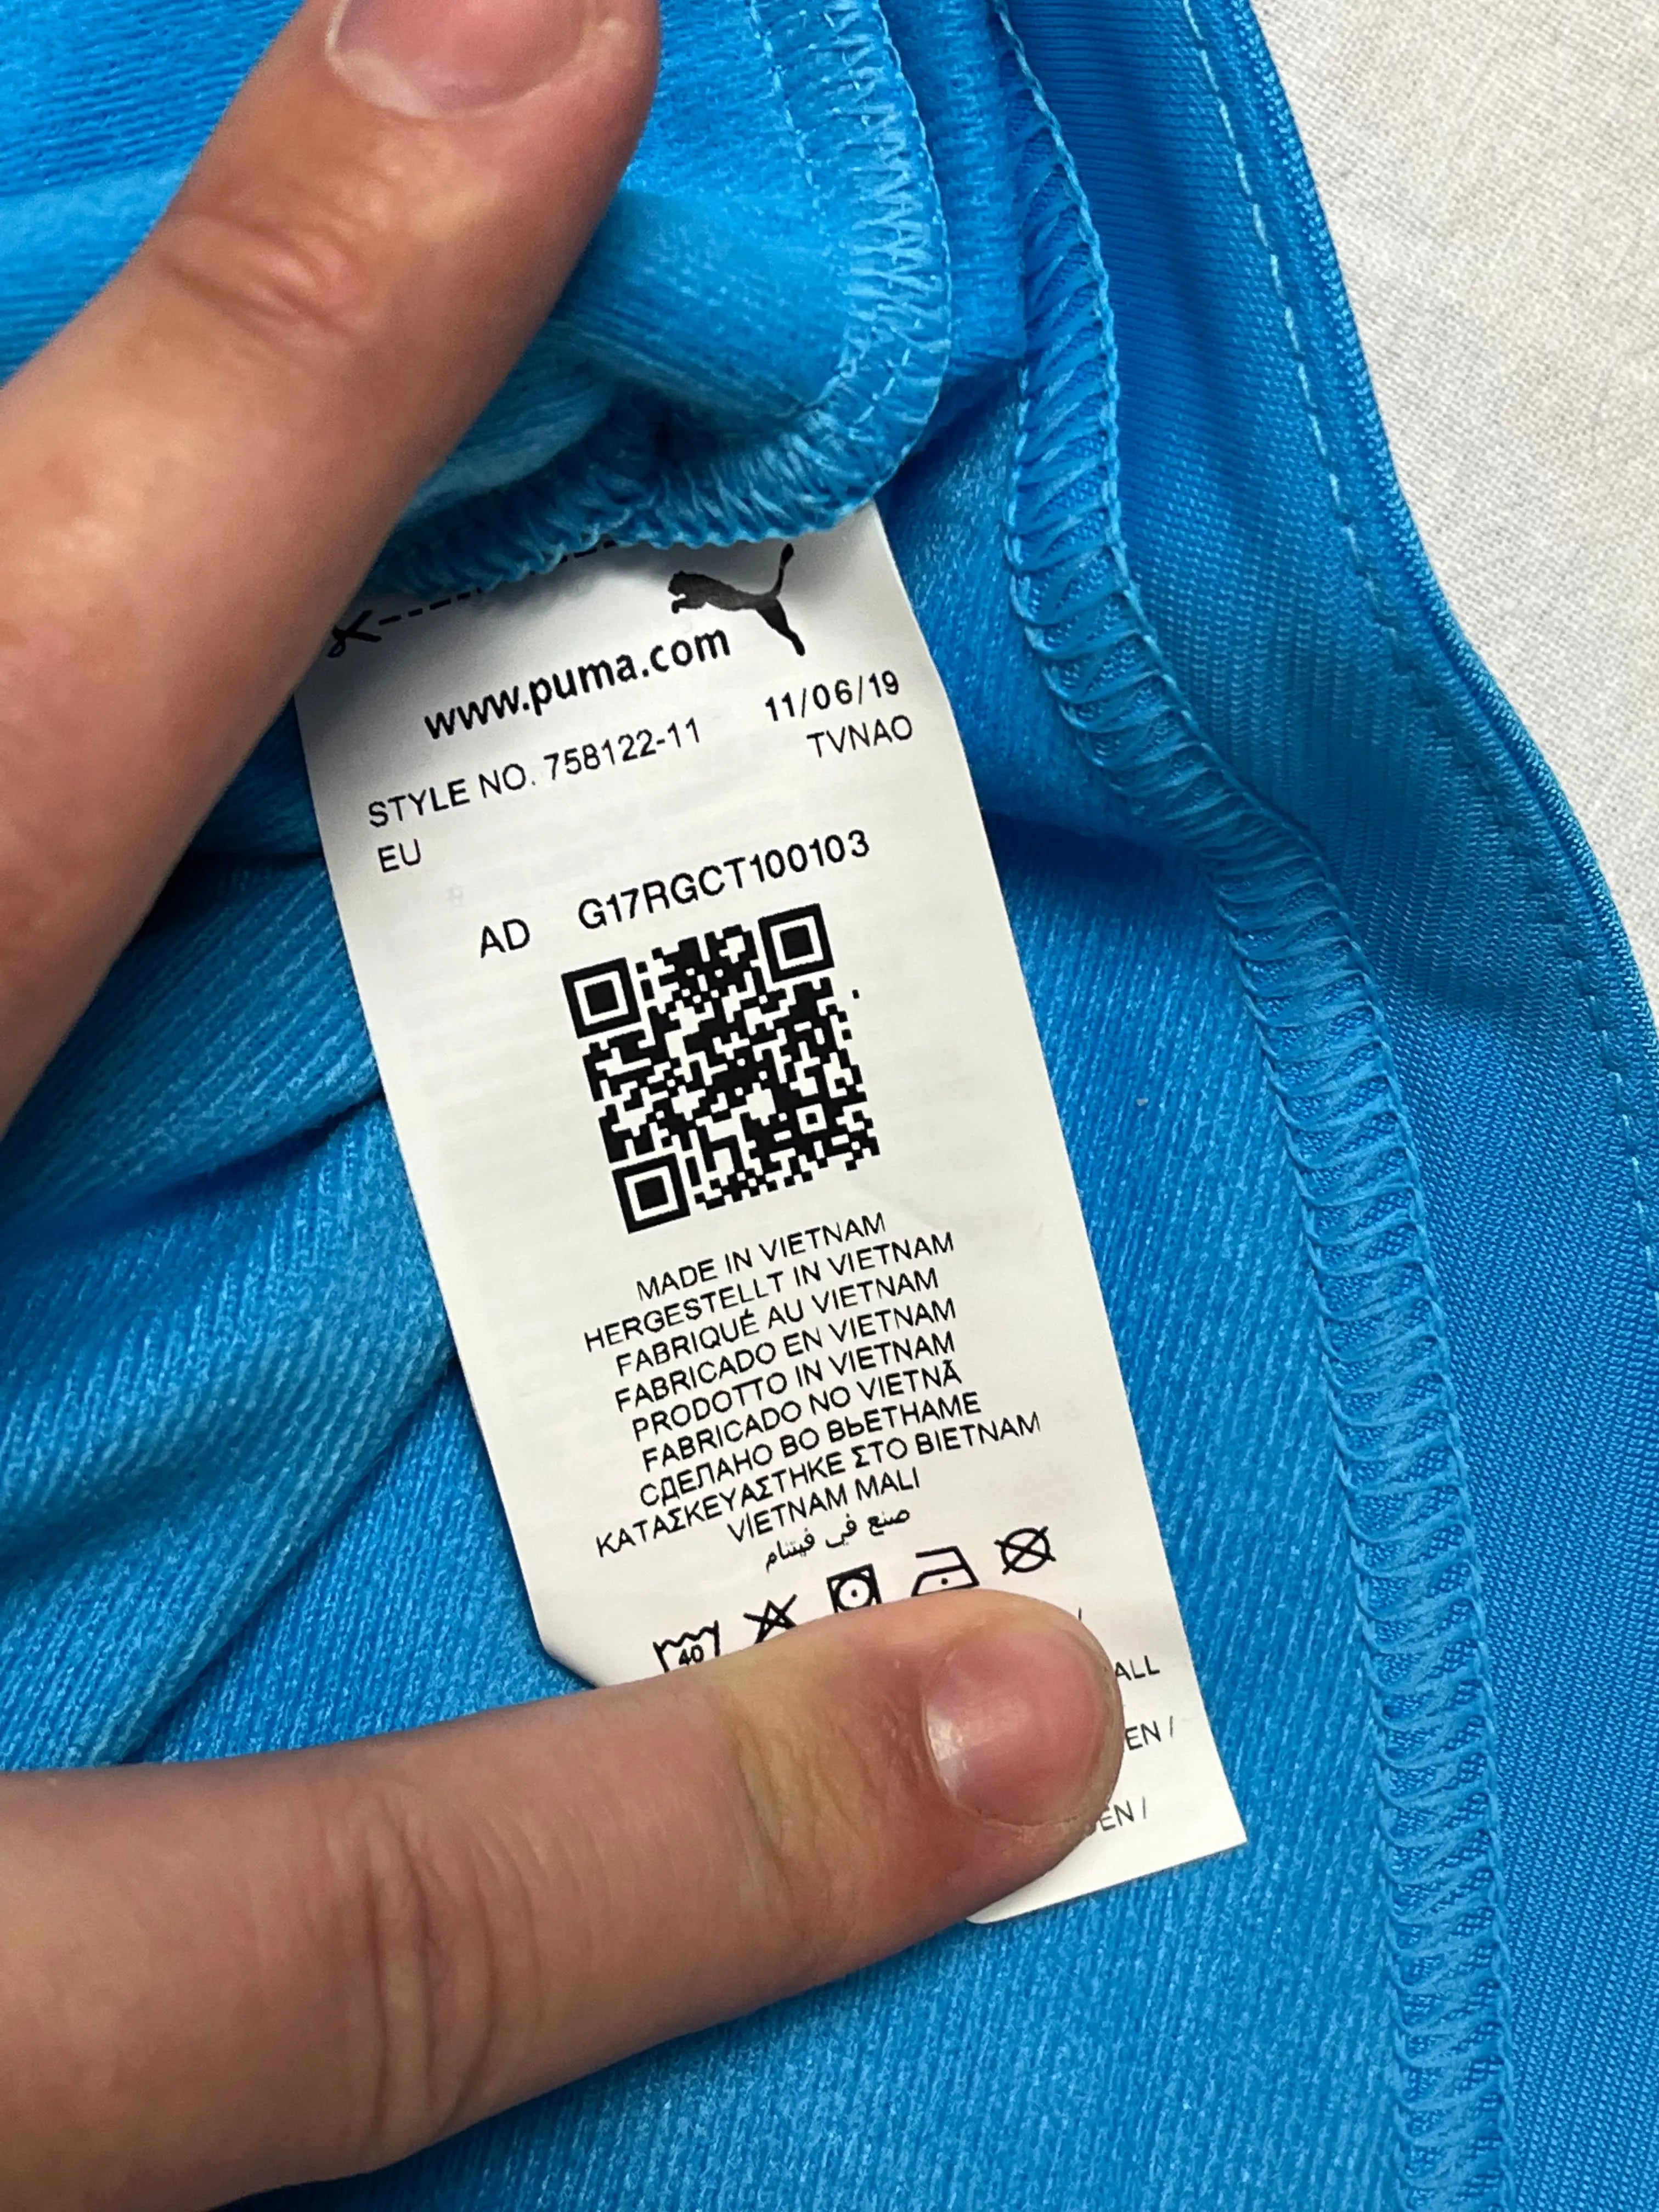 www.puma.com
STYLE NO. 758122-11 11/06/19
EU TVNAO
AD G17RGCT100103
MADE IN VIETNAM
HERGESTELLT IN VIETNAM
FABRIQUÉ AU VIETNAM
FABRICADO EN VIETNAM
PRODOTTO IN VIETNAM
FABRICADO NO VIETNÃ
СДЕЛАНО ВО ВЬЕТНАМЕ
ΚΑΤΑΣΚΕΥΑΣΤΗΚΕ ΣΤΟ ΒΙΕΤΝΑΜ
VIETNAM MALI
صنع في فيتنام
40